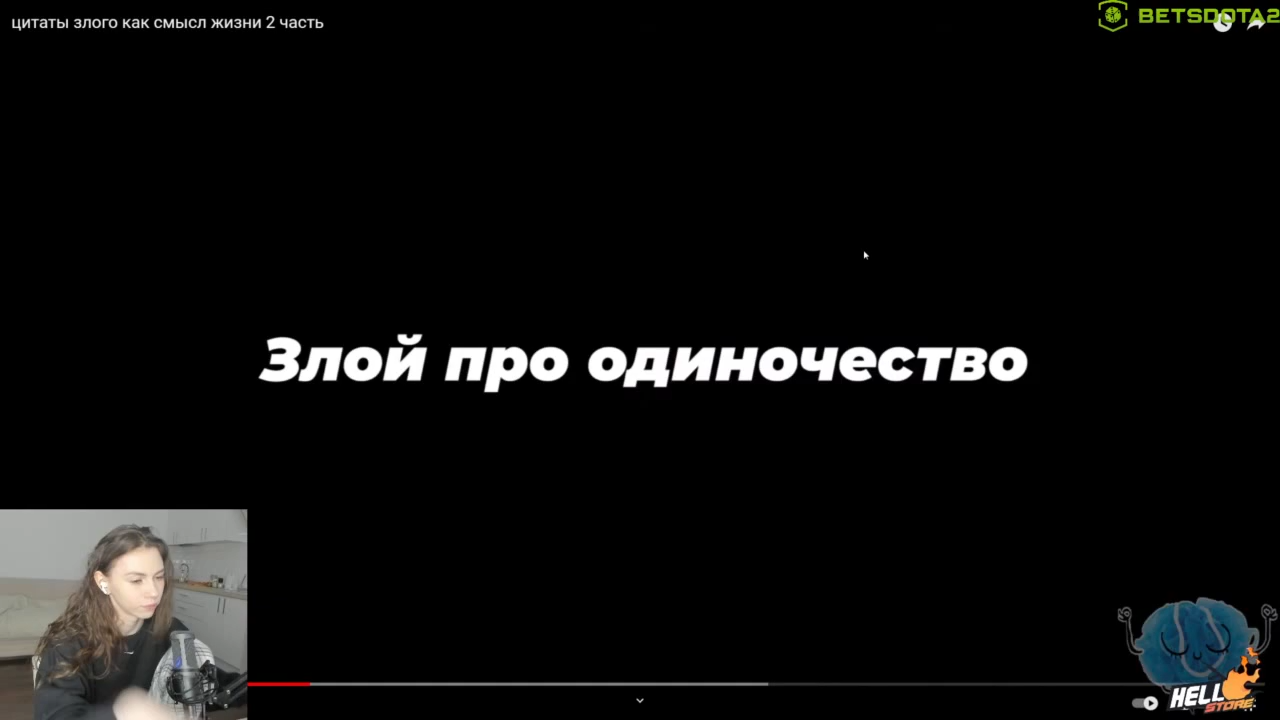 цитаты злого как смысл жизни 2 часть
BETSDOTA2
Злой про одиночество
HELL
STORE